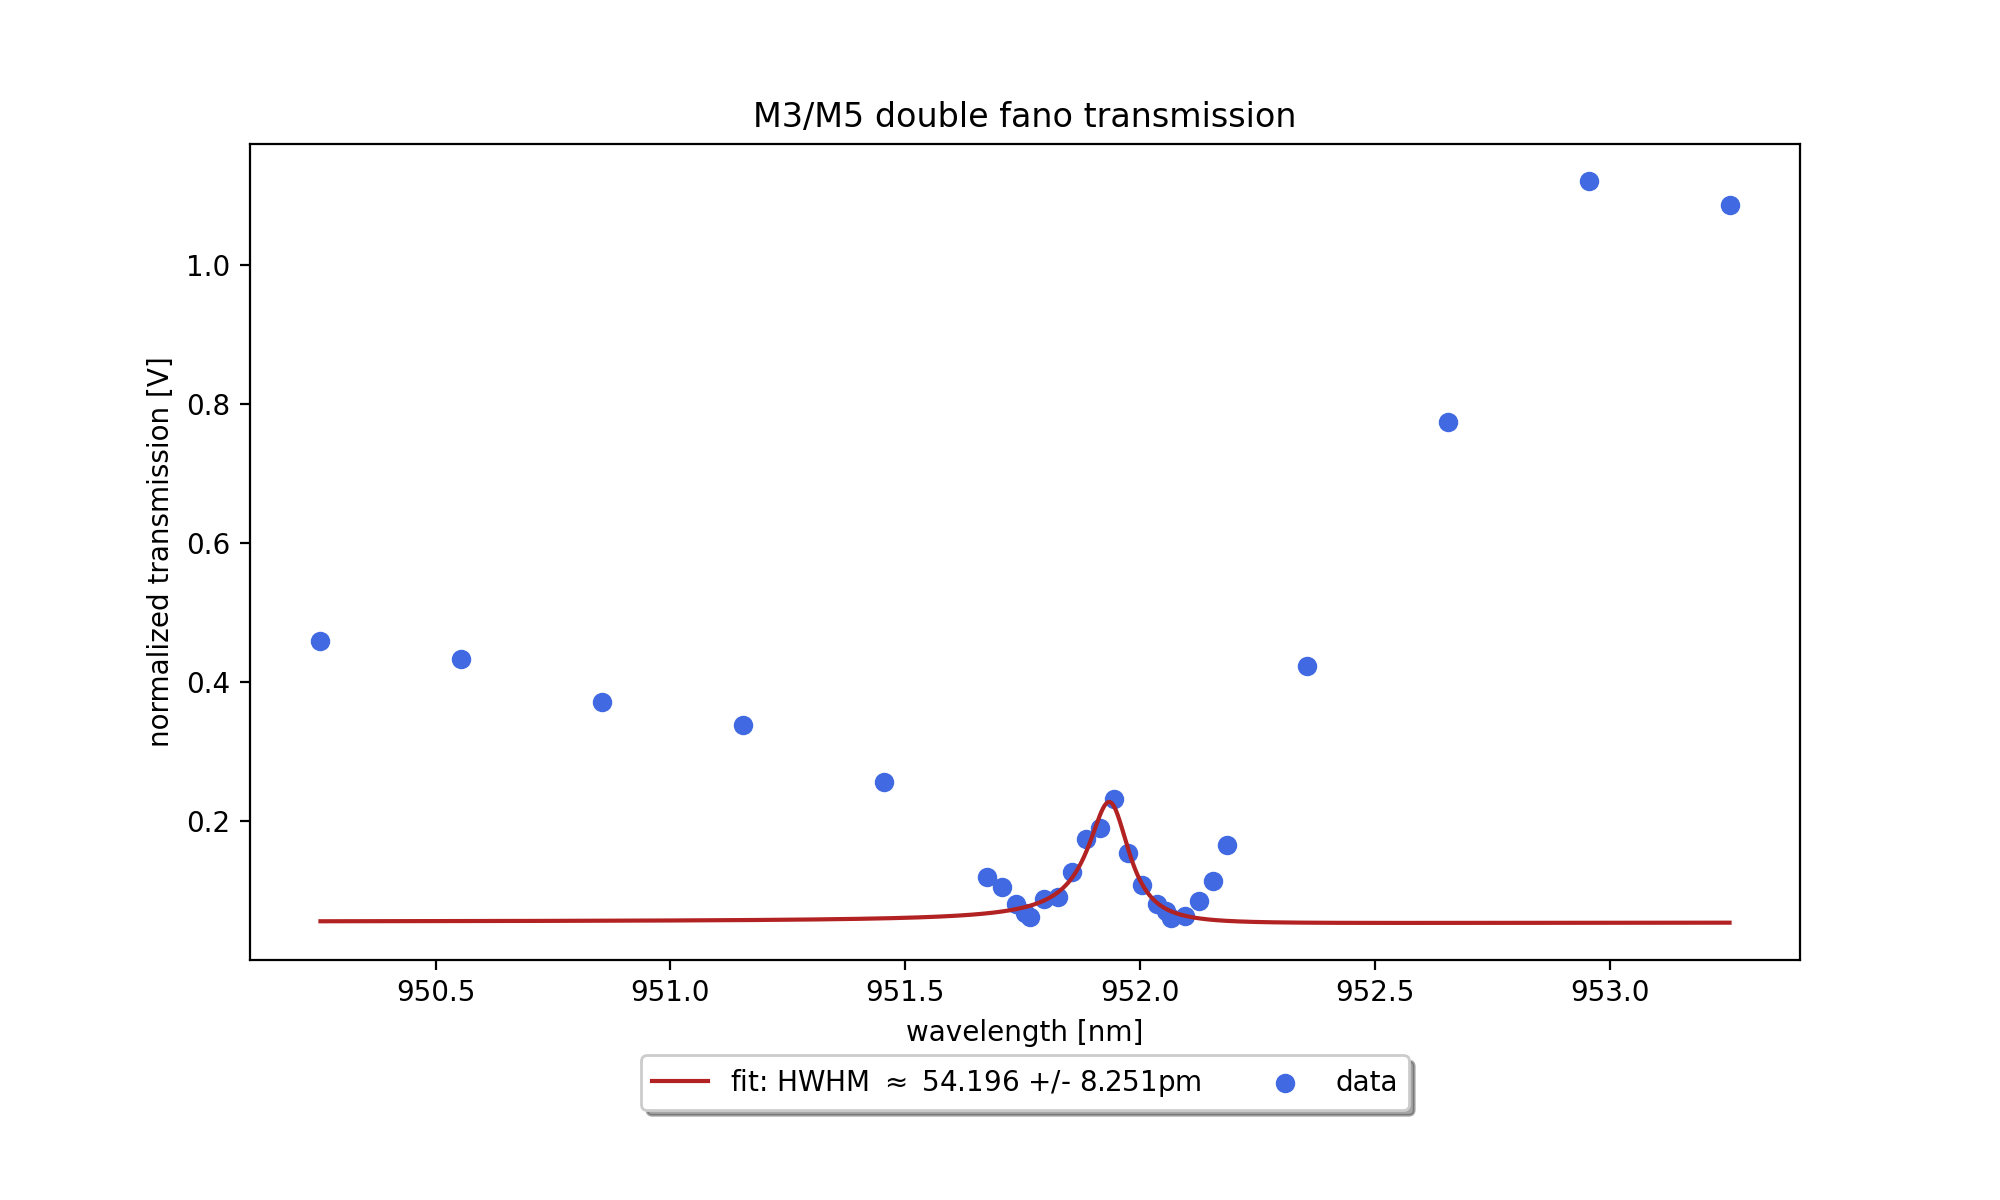 M3/M5 double fano transmission
normalized transmission [V]
1.0
0.8
0.6
0.4
0.2
950.5 951.0 951.5 952.0 952.5 953.0
wavelength [nm]
fit: HWHM ≈ 54.196 +/- 8.251pm data